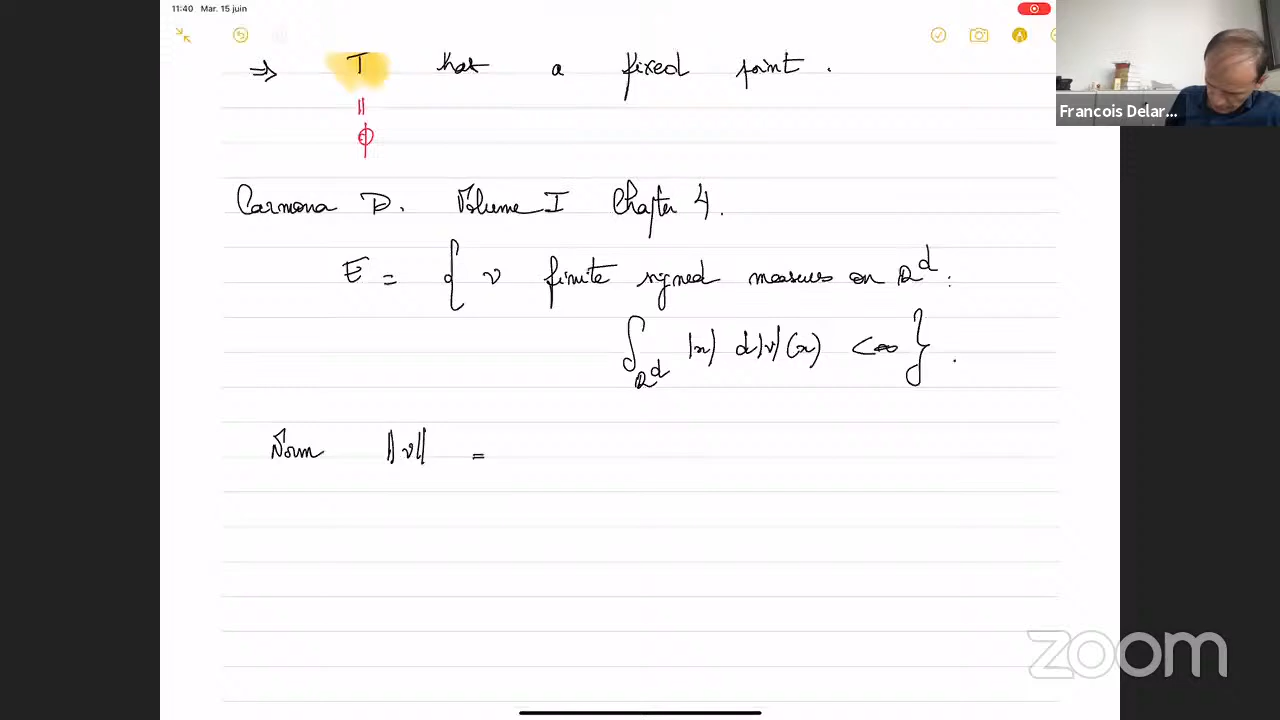 11:40 Mar. 15 juin
⇒ T has a fixed point.
||
ϕ
Francois Delar...
Carmona D. Volume I Chapter 4.
E = { ν finite signed measures on ℝ^d :
∫_{ℝ^d} |x| d|ν|(x) < ∞ } .
Norm ||ν|| =
zoom